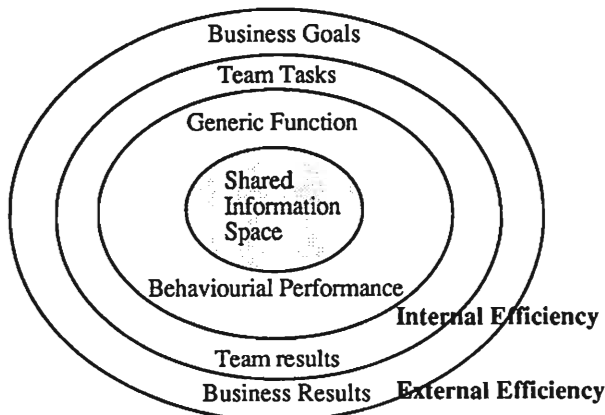 Business Goals
Team Tasks
Generic Function
Shared
Information
Space
Behaviourial Performance
Internal Efficiency
Team results
Business Results
External Efficiency